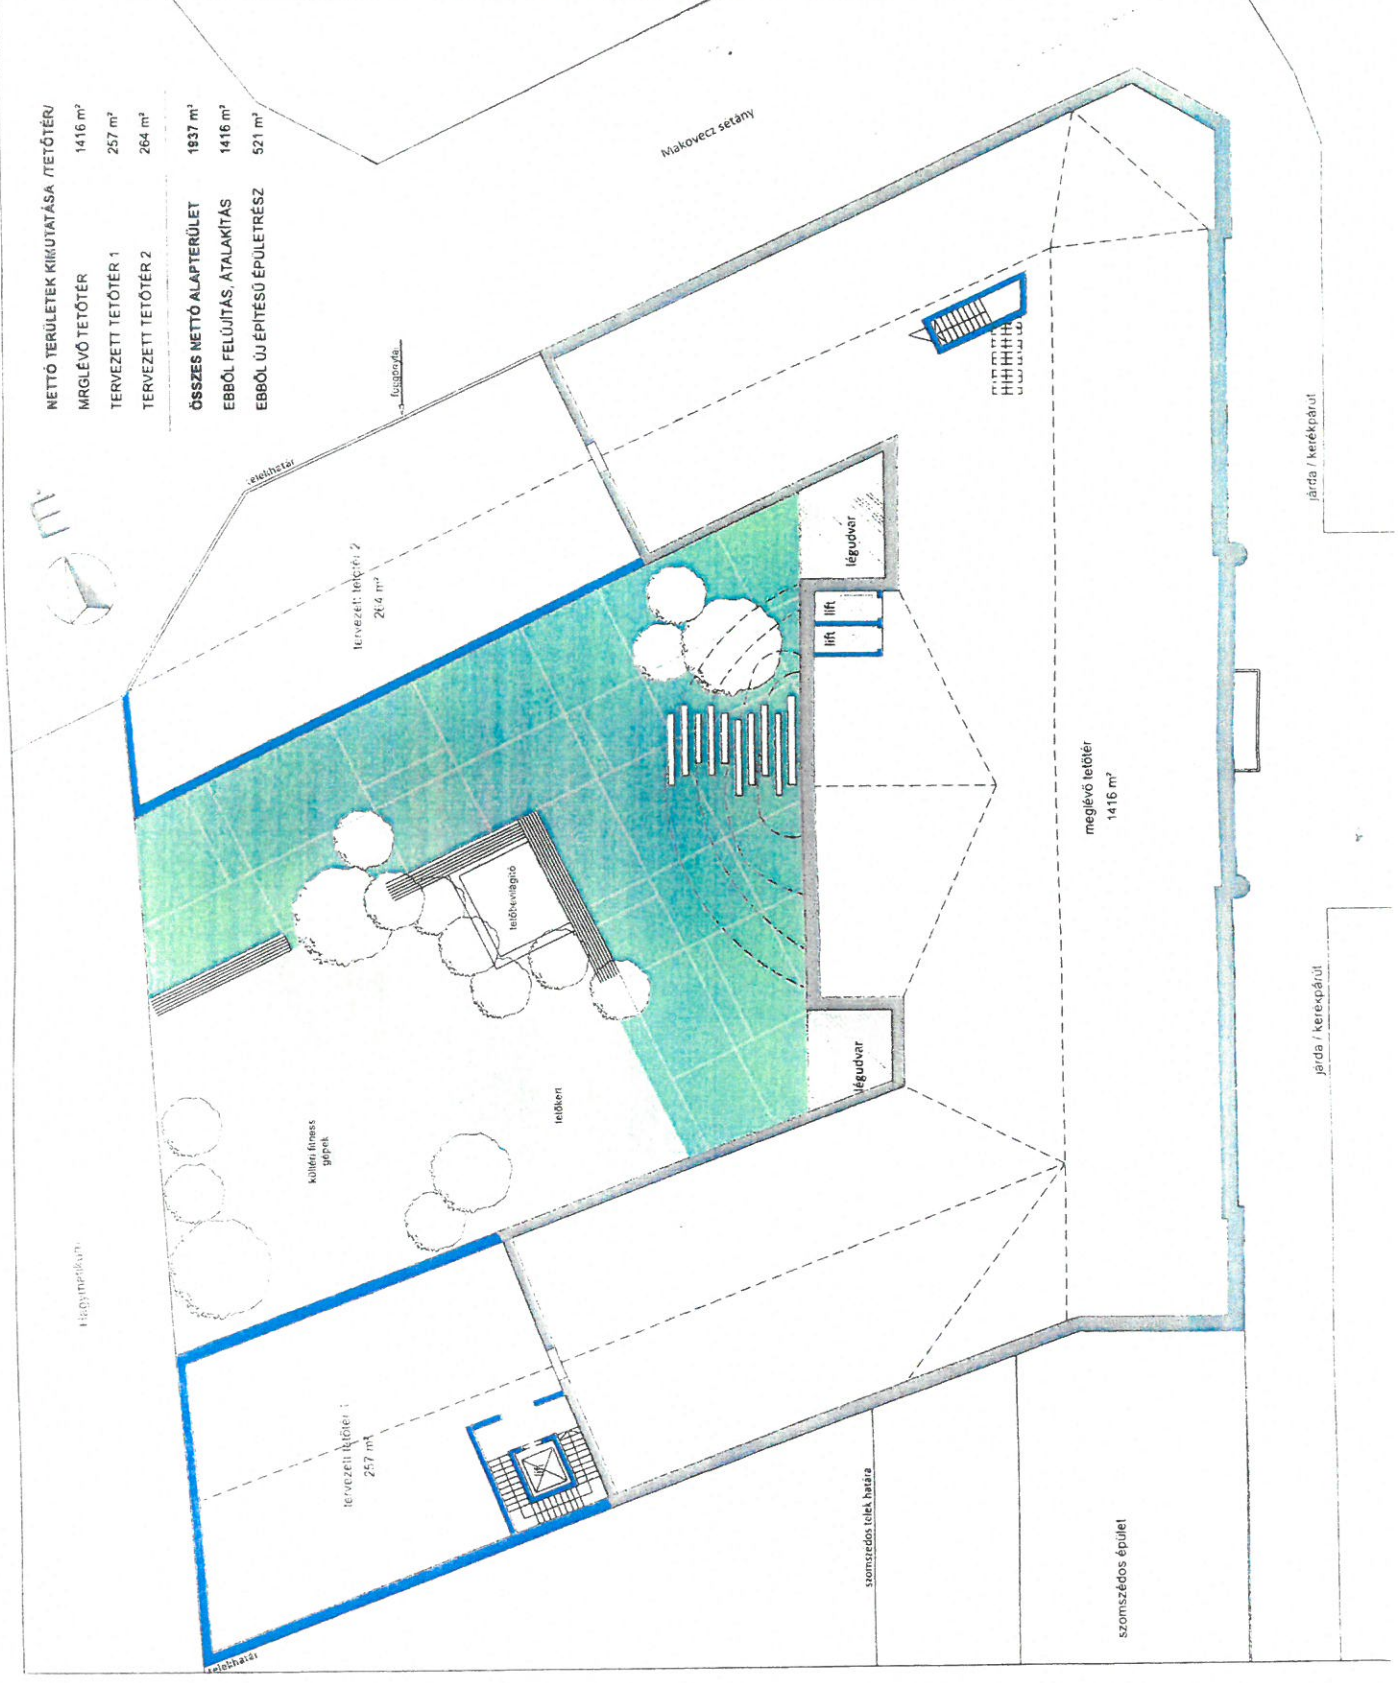 NETTÓ TERÜLETEK KIMUTATÁSA /TETŐTÉR/
MRGLÉVŐ TETŐTÉR 1416 m²
TERVEZETT TETŐTÉR 1 257 m²
TERVEZETT TETŐTÉR 2 264 m²
ÖSSZES NETTÓ ALAPTERÜLET 1937 m²
EBBŐL FELÚJÍTÁS, ÁTALAKÍTÁS 1416 m²
EBBŐL ÚJ ÉPÍTÉSŰ ÉPÜLETRÉSZ 521 m²
Makovecz sétány
telekhatár
tervezett tetőtér 2
264 m²
légudvar
lift
lift
tetőbevilágító
kültéri fitness
gépek
tetőkert
légudvar
meglévő tetőtér
1416 m²
tervezett tetőtér 1
257 m²
lift
telekhatár
járda / kerékpárút
járda / kerékpárút
szomszédos telek határa
szomszédos épület